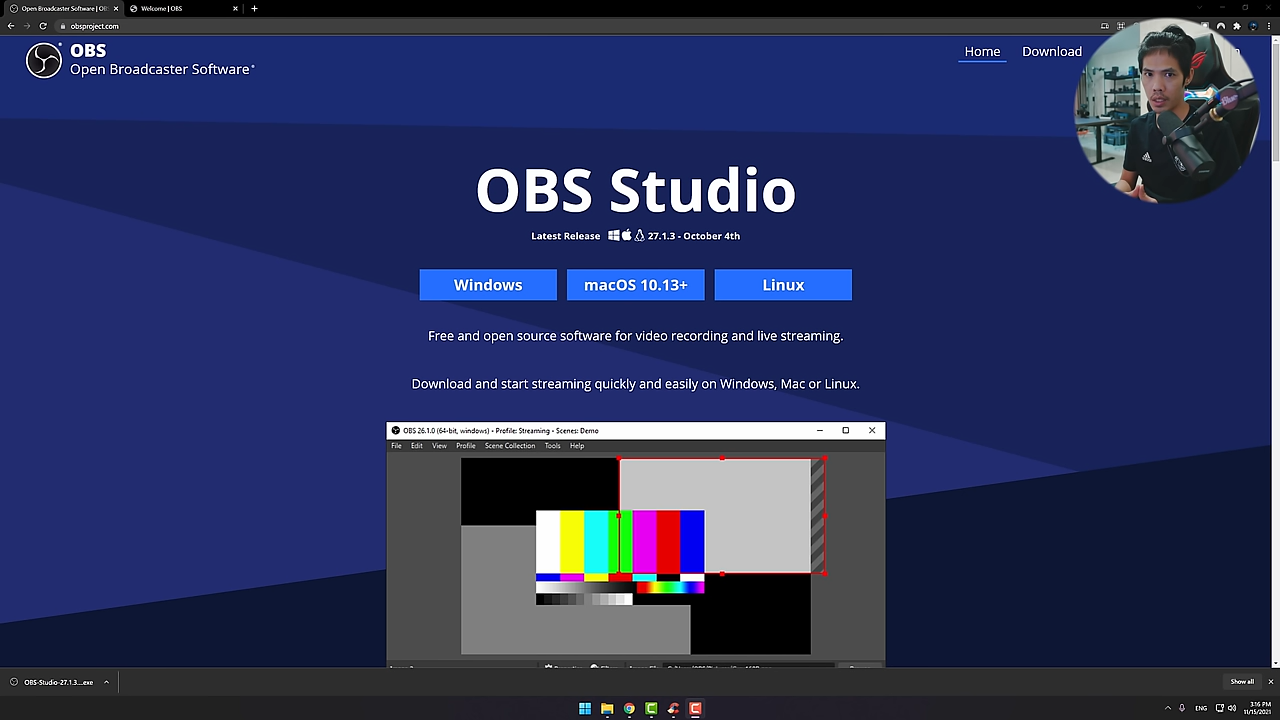 Open Broadcaster Software | OB
Welcome | OBS
obsproject.com
OBS
Open Broadcaster Software
Home
Download
OBS Studio
Latest Release 27.1.3 - October 4th
Windows
macOS 10.13+
Linux
Free and open source software for video recording and live streaming.
Download and start streaming quickly and easily on Windows, Mac or Linux.
OBS 26.1.0 (64-bit, windows) - Profile: Streaming - Scenes: Demo
File Edit View Profile Scene Collection Tools Help
OBS-Studio-27.1.3....exe
Show all
ENG
3:16 PM
11/15/2021